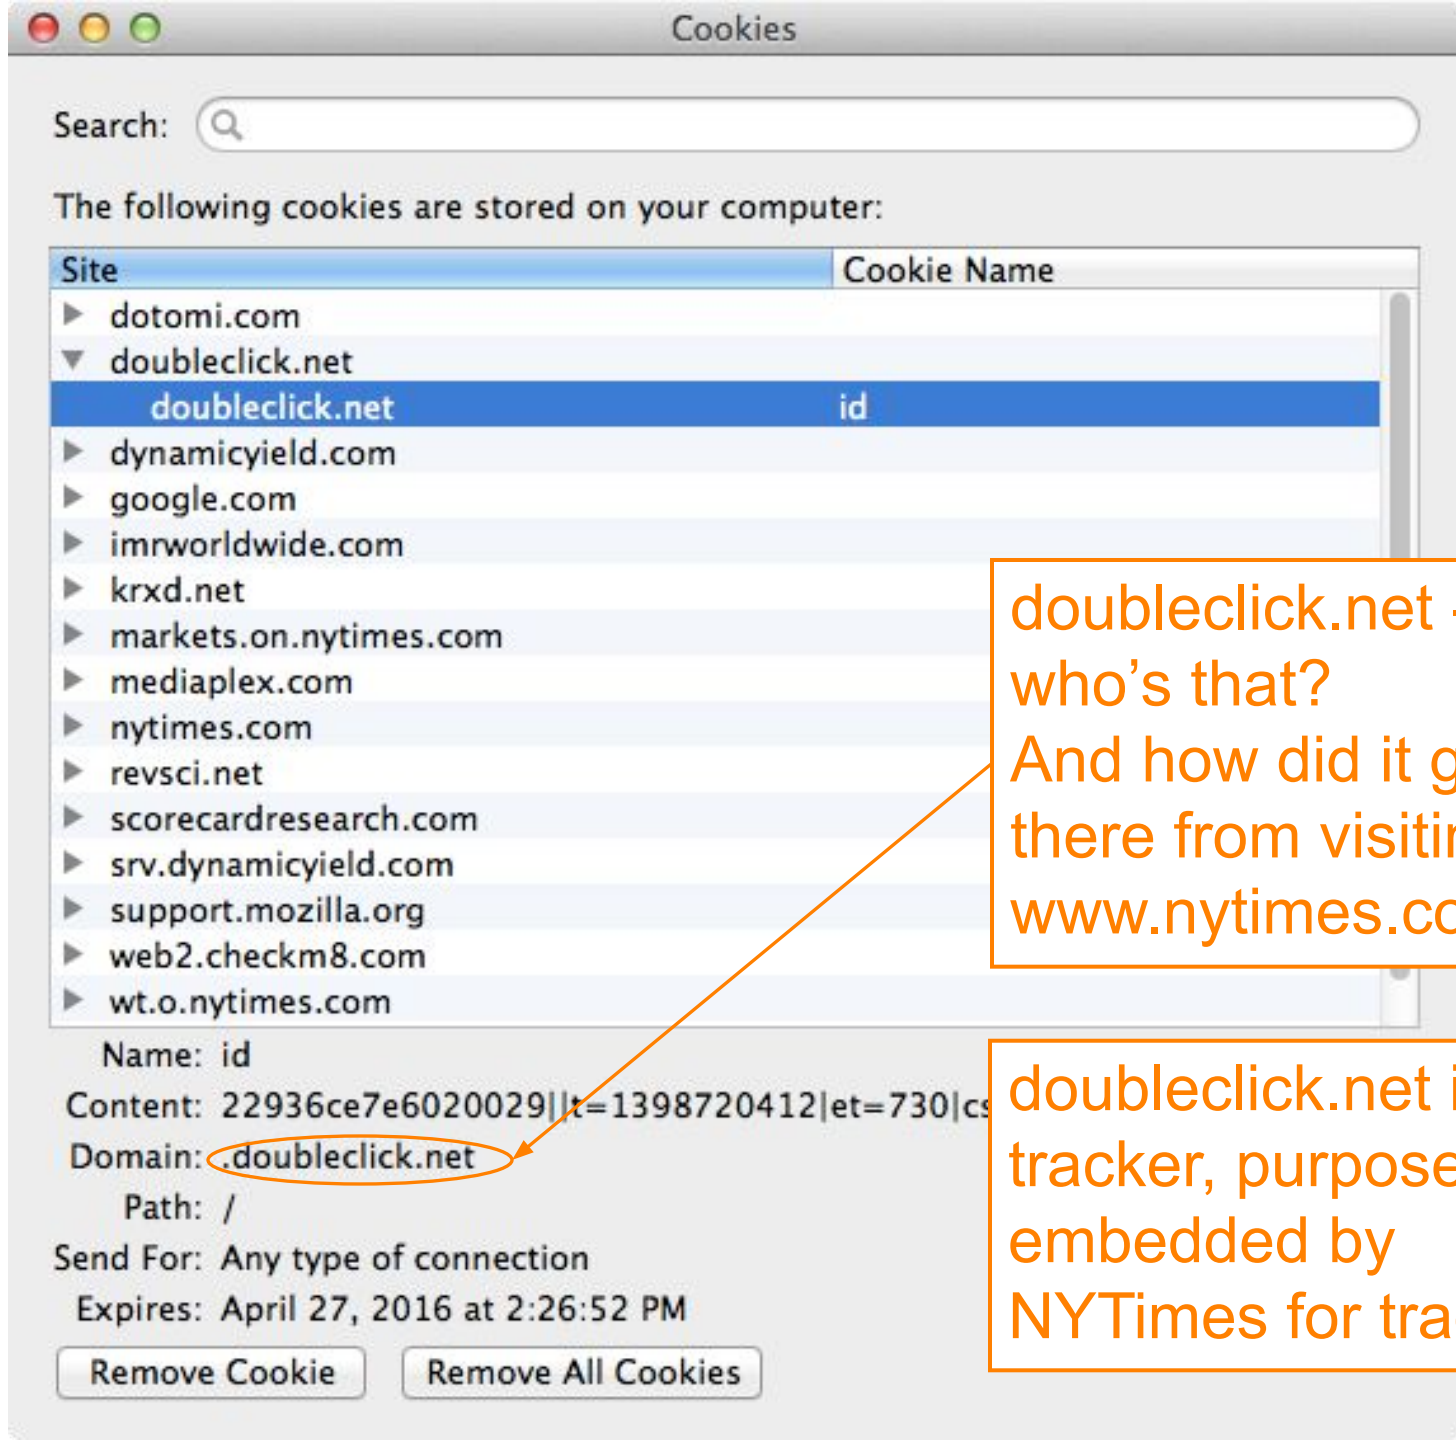 Cookies
Search:
The following cookies are stored on your computer:
Site Cookie Name
dotomi.com
doubleclick.net
doubleclick.net id
dynamicyield.com
google.com
imrworldwide.com
krxd.net
markets.on.nytimes.com
mediaplex.com
nytimes.com
revsci.net
scorecardresearch.com
srv.dynamicyield.com
support.mozilla.org
web2.checkm8.com
wt.o.nytimes.com
doubleclick.net -
who's that?
And how did it
there from
Name: id
Content: 22936ce7e6020029||t=1398720412|et=730|cs
Domain: .doubleclick.net
Path: /
Send For: Any type of connection
Expires: April 27, 2016 at 2:26:52 PM
Remove Cookie Remove All Cookies
doubleclick.net
tracker,
embedded by
NYTimes for